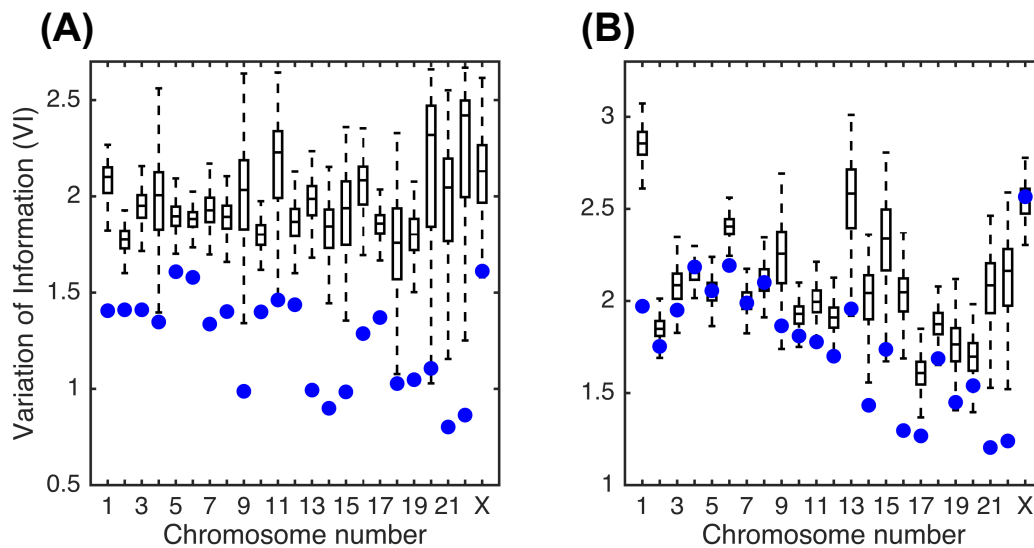 (A) (B)
Variation of Information (VI)
2.5
2
1.5
1
0.5
1 3 5 7 9 11 13 15 17 19 21 X
Chromosome number
3
2.5
2
1.5
1
1 3 5 7 9 11 13 15 17 19 21 X
Chromosome number